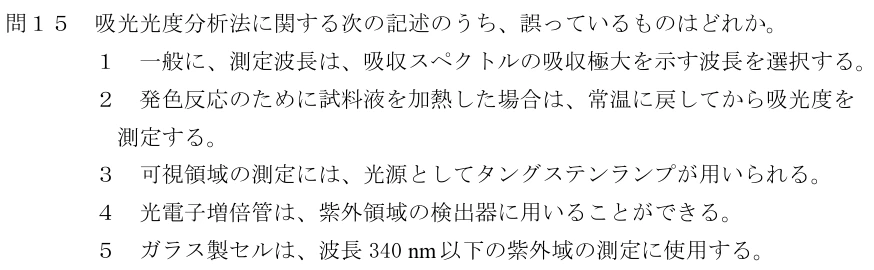 問１５　吸光光度分析法に関する次の記述のうち、誤っているものはどれか。
１　一般に、測定波長は、吸収スペクトルの吸収極大を示す波長を選択する。
２　発色反応のために試料液を加熱した場合は、常温に戻してから吸光度を
測定する。
３　可視領域の測定には、光源としてタングステンランプが用いられる。
４　光電子増倍管は、紫外領域の検出器に用いることができる。
５　ガラス製セルは、波長 340 nm以下の紫外域の測定に使用する。